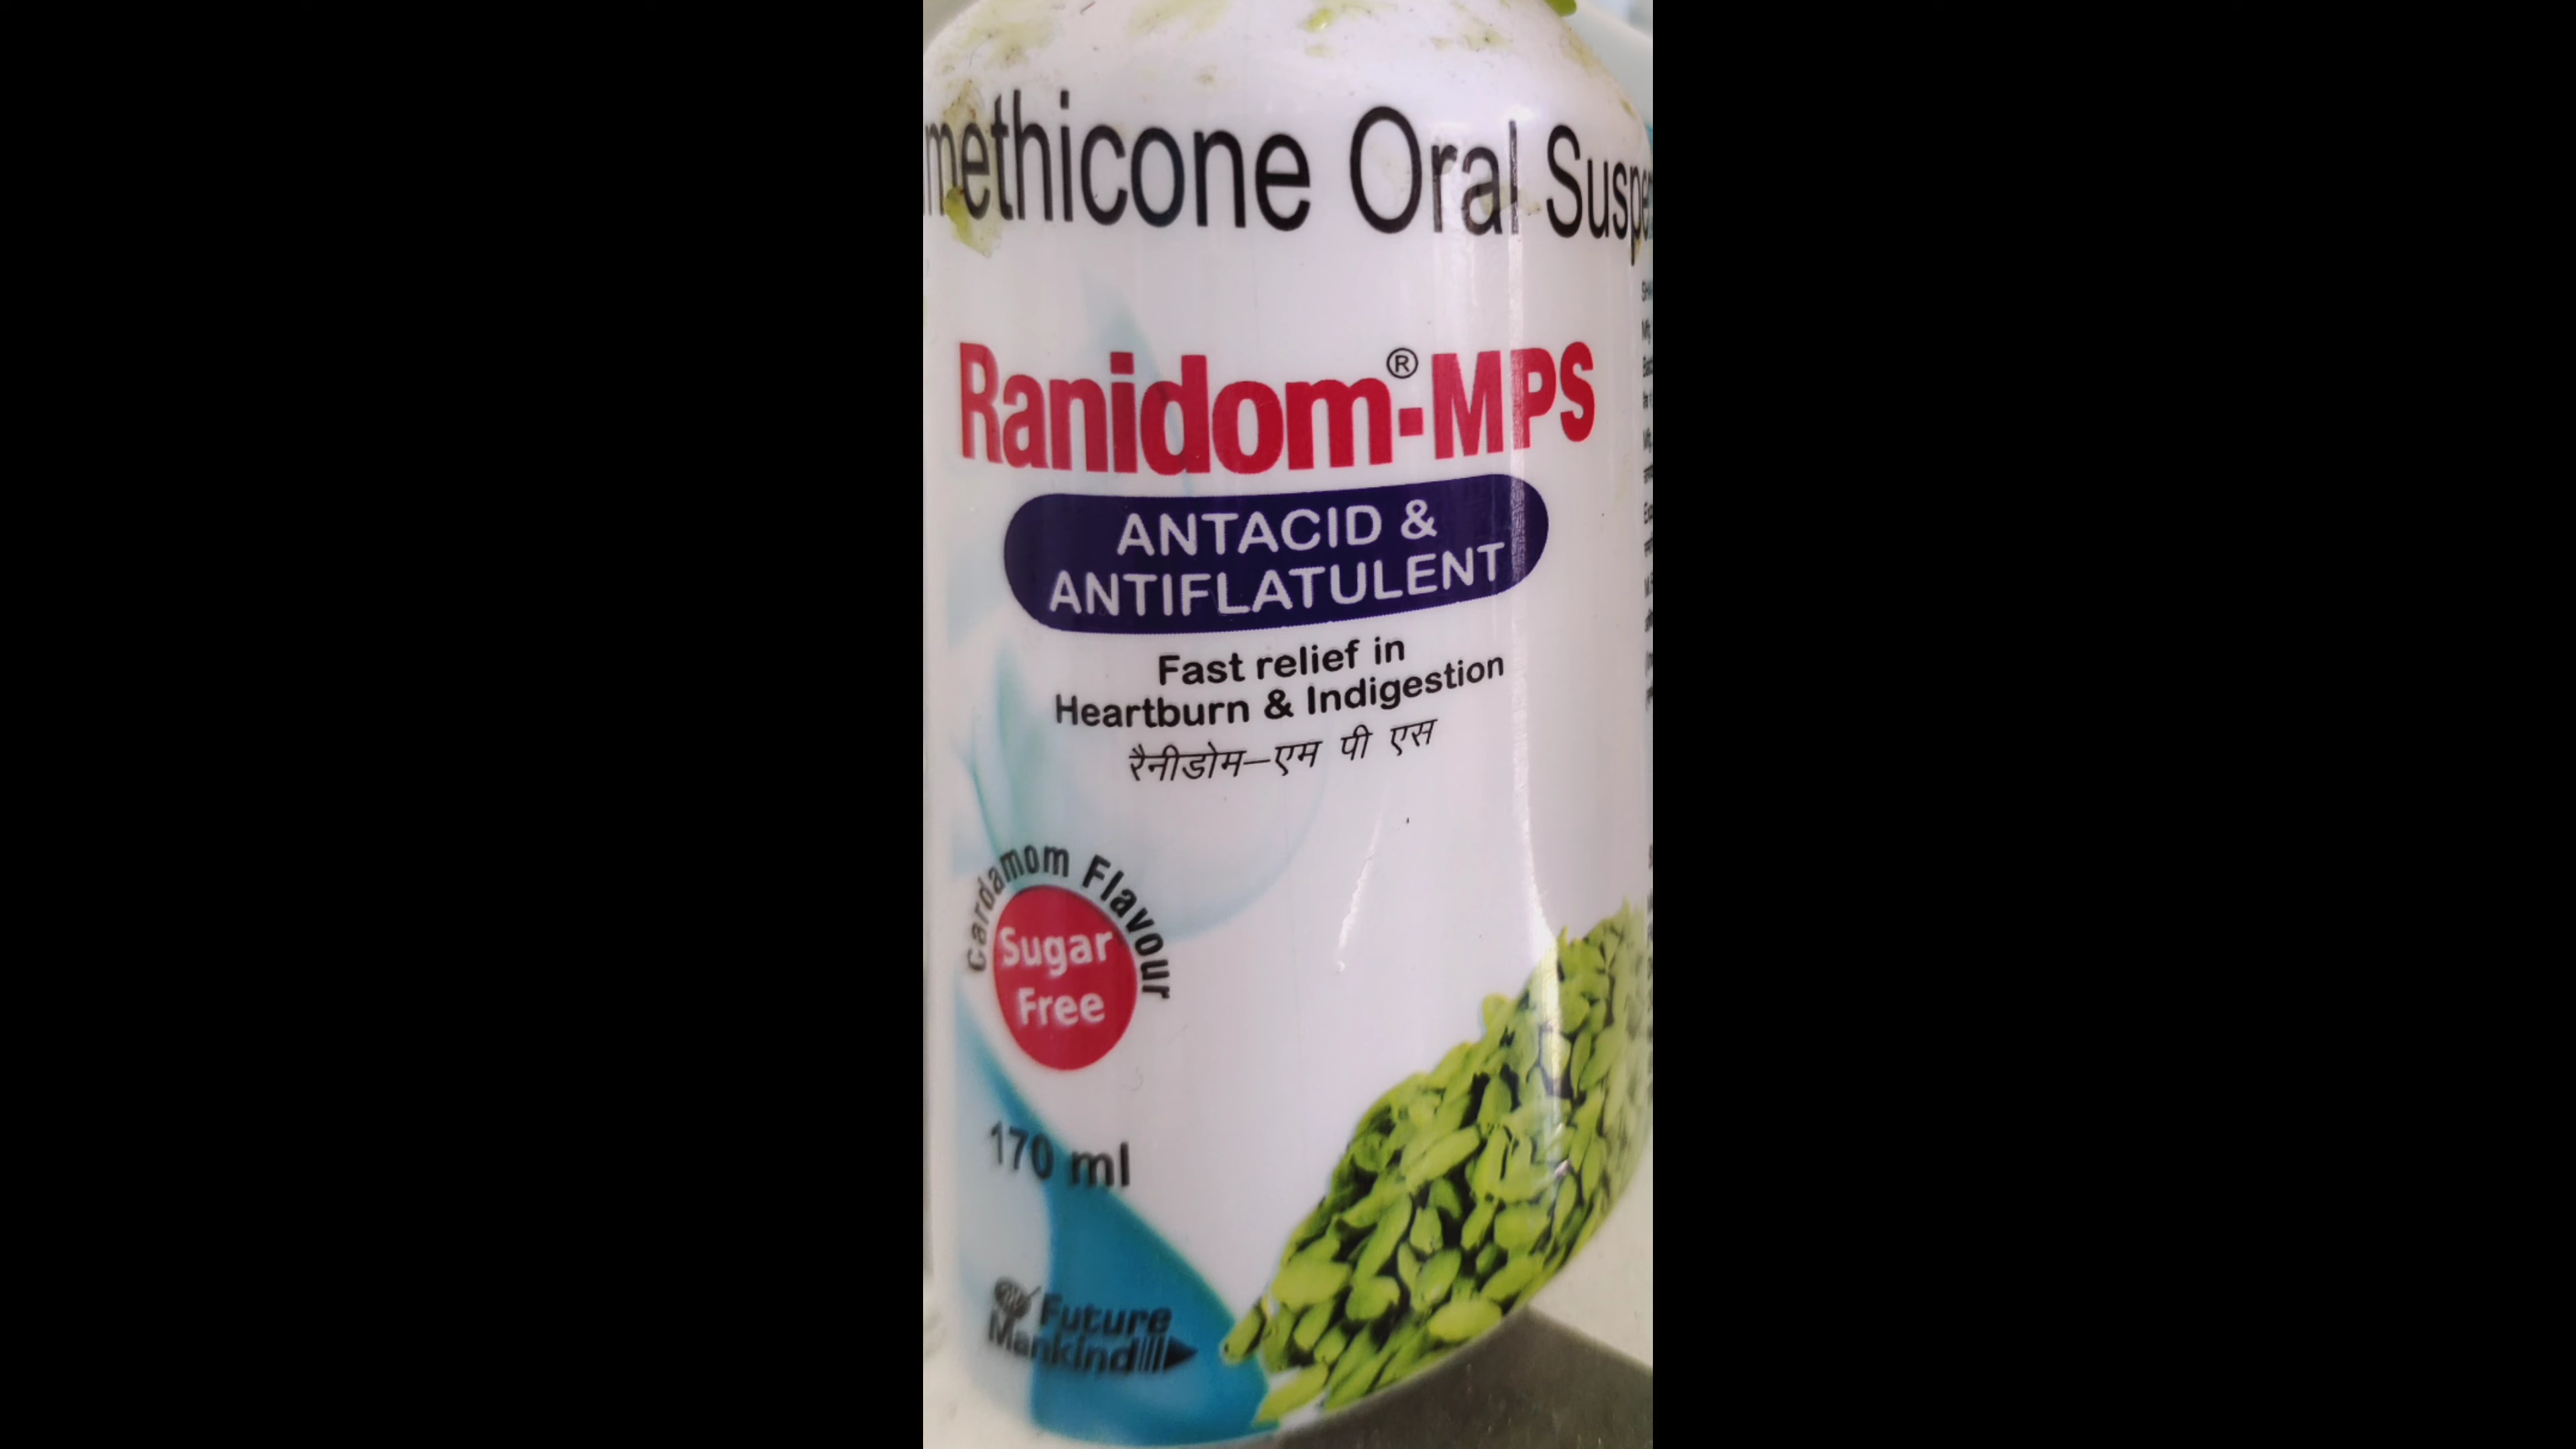 methicone Oral Suspe
Ranidom®-MPS
ANTACID &
ANTIFLATULENT
Fast relief in
Heartburn & Indigestion
रैनीडोम–एम पी एस
Cardamom Flavour
Sugar
Free
170 ml
Future
Mankind